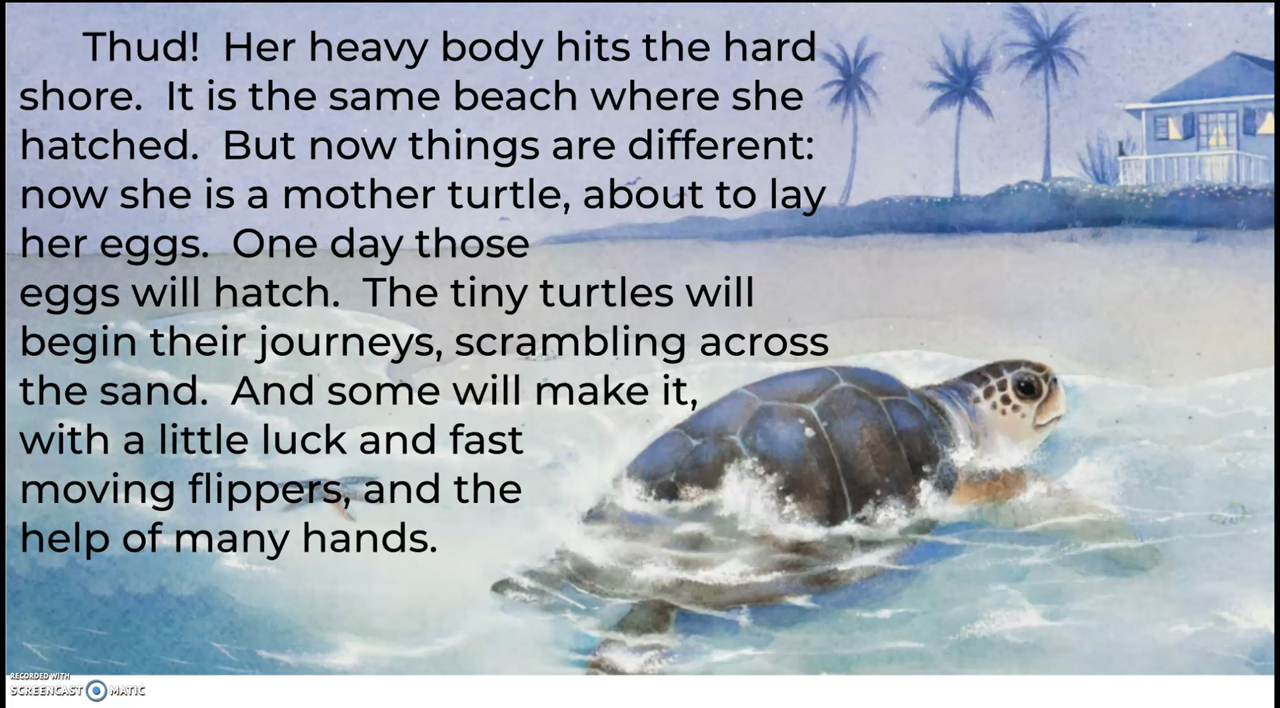 Thud! Her heavy body hits the hard
shore. It is the same beach where she
hatched. But now things are different:
now she is a mother turtle, about to lay
her eggs. One day those
eggs will hatch. The tiny turtles will
begin their journeys, scrambling across
the sand. And some will make it,
with a little luck and fast
moving flippers, and the
help of many hands.
RECORDED WITH
SCREENCAST MATIC